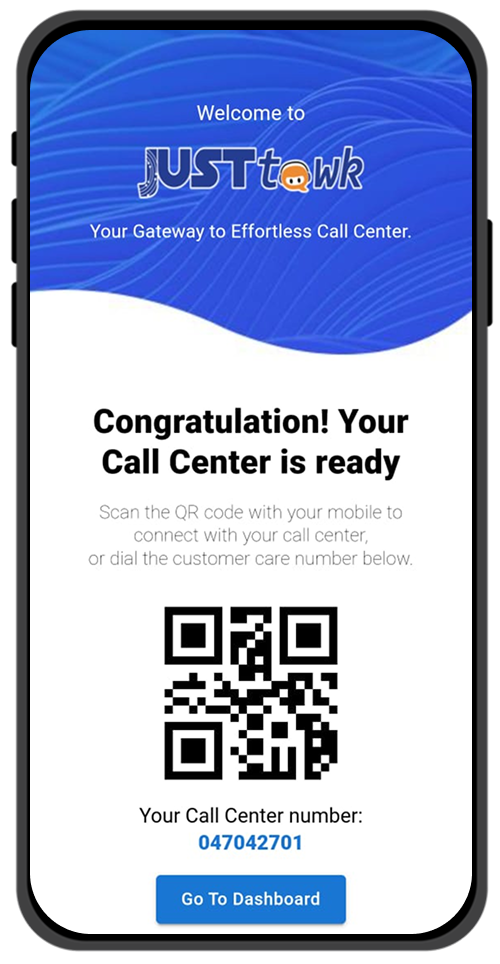 Welcome to
JUSTtawk
Your Gateway to Effortless Call Center.
Congratulation! Your
Call Center is ready
Scan the QR code with your mobile to
connect with your call center,
or dial the customer care number below.
Your Call Center number:
047042701
Go To Dashboard